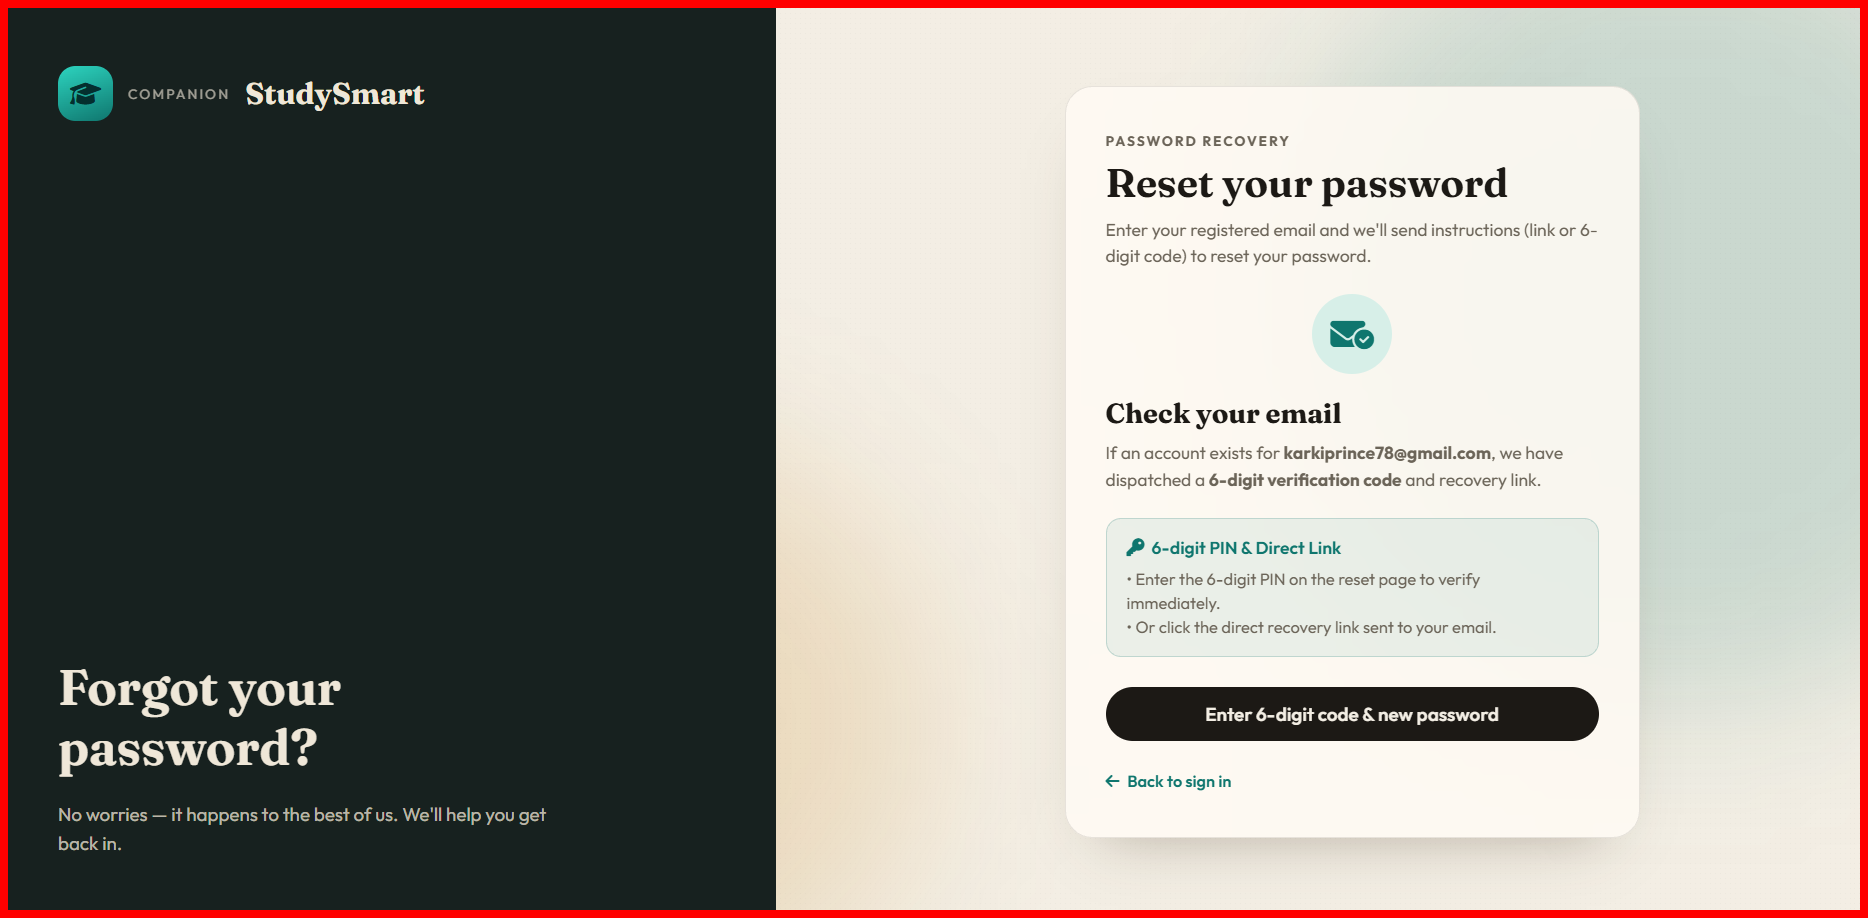 COMPANION StudySmart
Forgot your
password?
No worries — it happens to the best of us. We'll help you get
back in.
PASSWORD RECOVERY
Reset your password
Enter your registered email and we'll send instructions (link or 6-
digit code) to reset your password.
Check your email
If an account exists for karkiprince78@gmail.com, we have
dispatched a 6-digit verification code and recovery link.
6-digit PIN & Direct Link
• Enter the 6-digit PIN on the reset page to verify
immediately.
• Or click the direct recovery link sent to your email.
Enter 6-digit code & new password
← Back to sign in